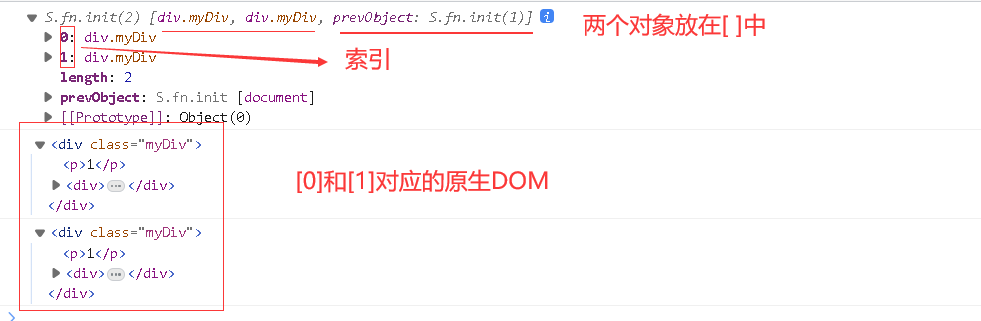 S.fn.init(2) [div.myDiv, div.myDiv, prevObject: S.fn.init(1)] i
两个对象放在[ ]中
0: div.myDiv
索引
1: div.myDiv
length: 2
prevObject: S.fn.init [document]
[[Prototype]]: Object(0)
<div class="myDiv">
<p>1</p>
<div>…</div>
</div>
[0]和[1]对应的原生DOM
<div class="myDiv">
<p>1</p>
<div>…</div>
</div>